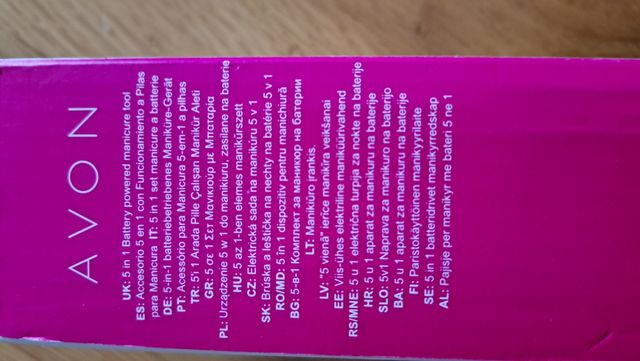 AVON
UK: 5 in 1 Battery powered manicure tool
ES: Accesorio 5 en 1 con Funcionamiento a Pilas
para Manicura IT: 5 in 1 set manicure a batterie
DE: 5-in-1 batteriebetriebenes Maniküre-Gerät
PT: Acessório para Manicura 5-em-1 a pilhas
TR: 5'i 1 Arada Pille Çalışan Manikür Aleti
GR: 5 σε 1 Σετ Μανικιούρ με Μπαταρία
PL: Urządzenie 5 w 1 do manikiuru, zasilane na baterie
HU: 5 az 1-ben elemes manikűrszett
CZ: Elektrická sada na manikúru 5 v 1
SK: Brúska a leštička na nechty na batérie 5 v 1
RO/MD: 5 in 1 dispozitiv pentru manichiură
BG: 5-в-1 Комплект за маникюр на батерии
LT: Manikiūro įrankis.
LV: "5 vienā" ierīce manikīra veikšanai
EE: Viis-ühes elektriline maniküürivahend
RS/MNE: 5 u 1 električna turpija za nokte na baterije
HR: 5 u 1 aparat za manikuru na baterije
SLO: 5v1 Naprava za manikuro na baterijo
BA: 5 u 1 aparat za manikuru na baterije
FI: Paristokäyttöinen manikyyrilaite
SE: 5 in 1 batteridrivet manikyrredskap
AL: Pajisje per manikyr me bateri 5 ne 1